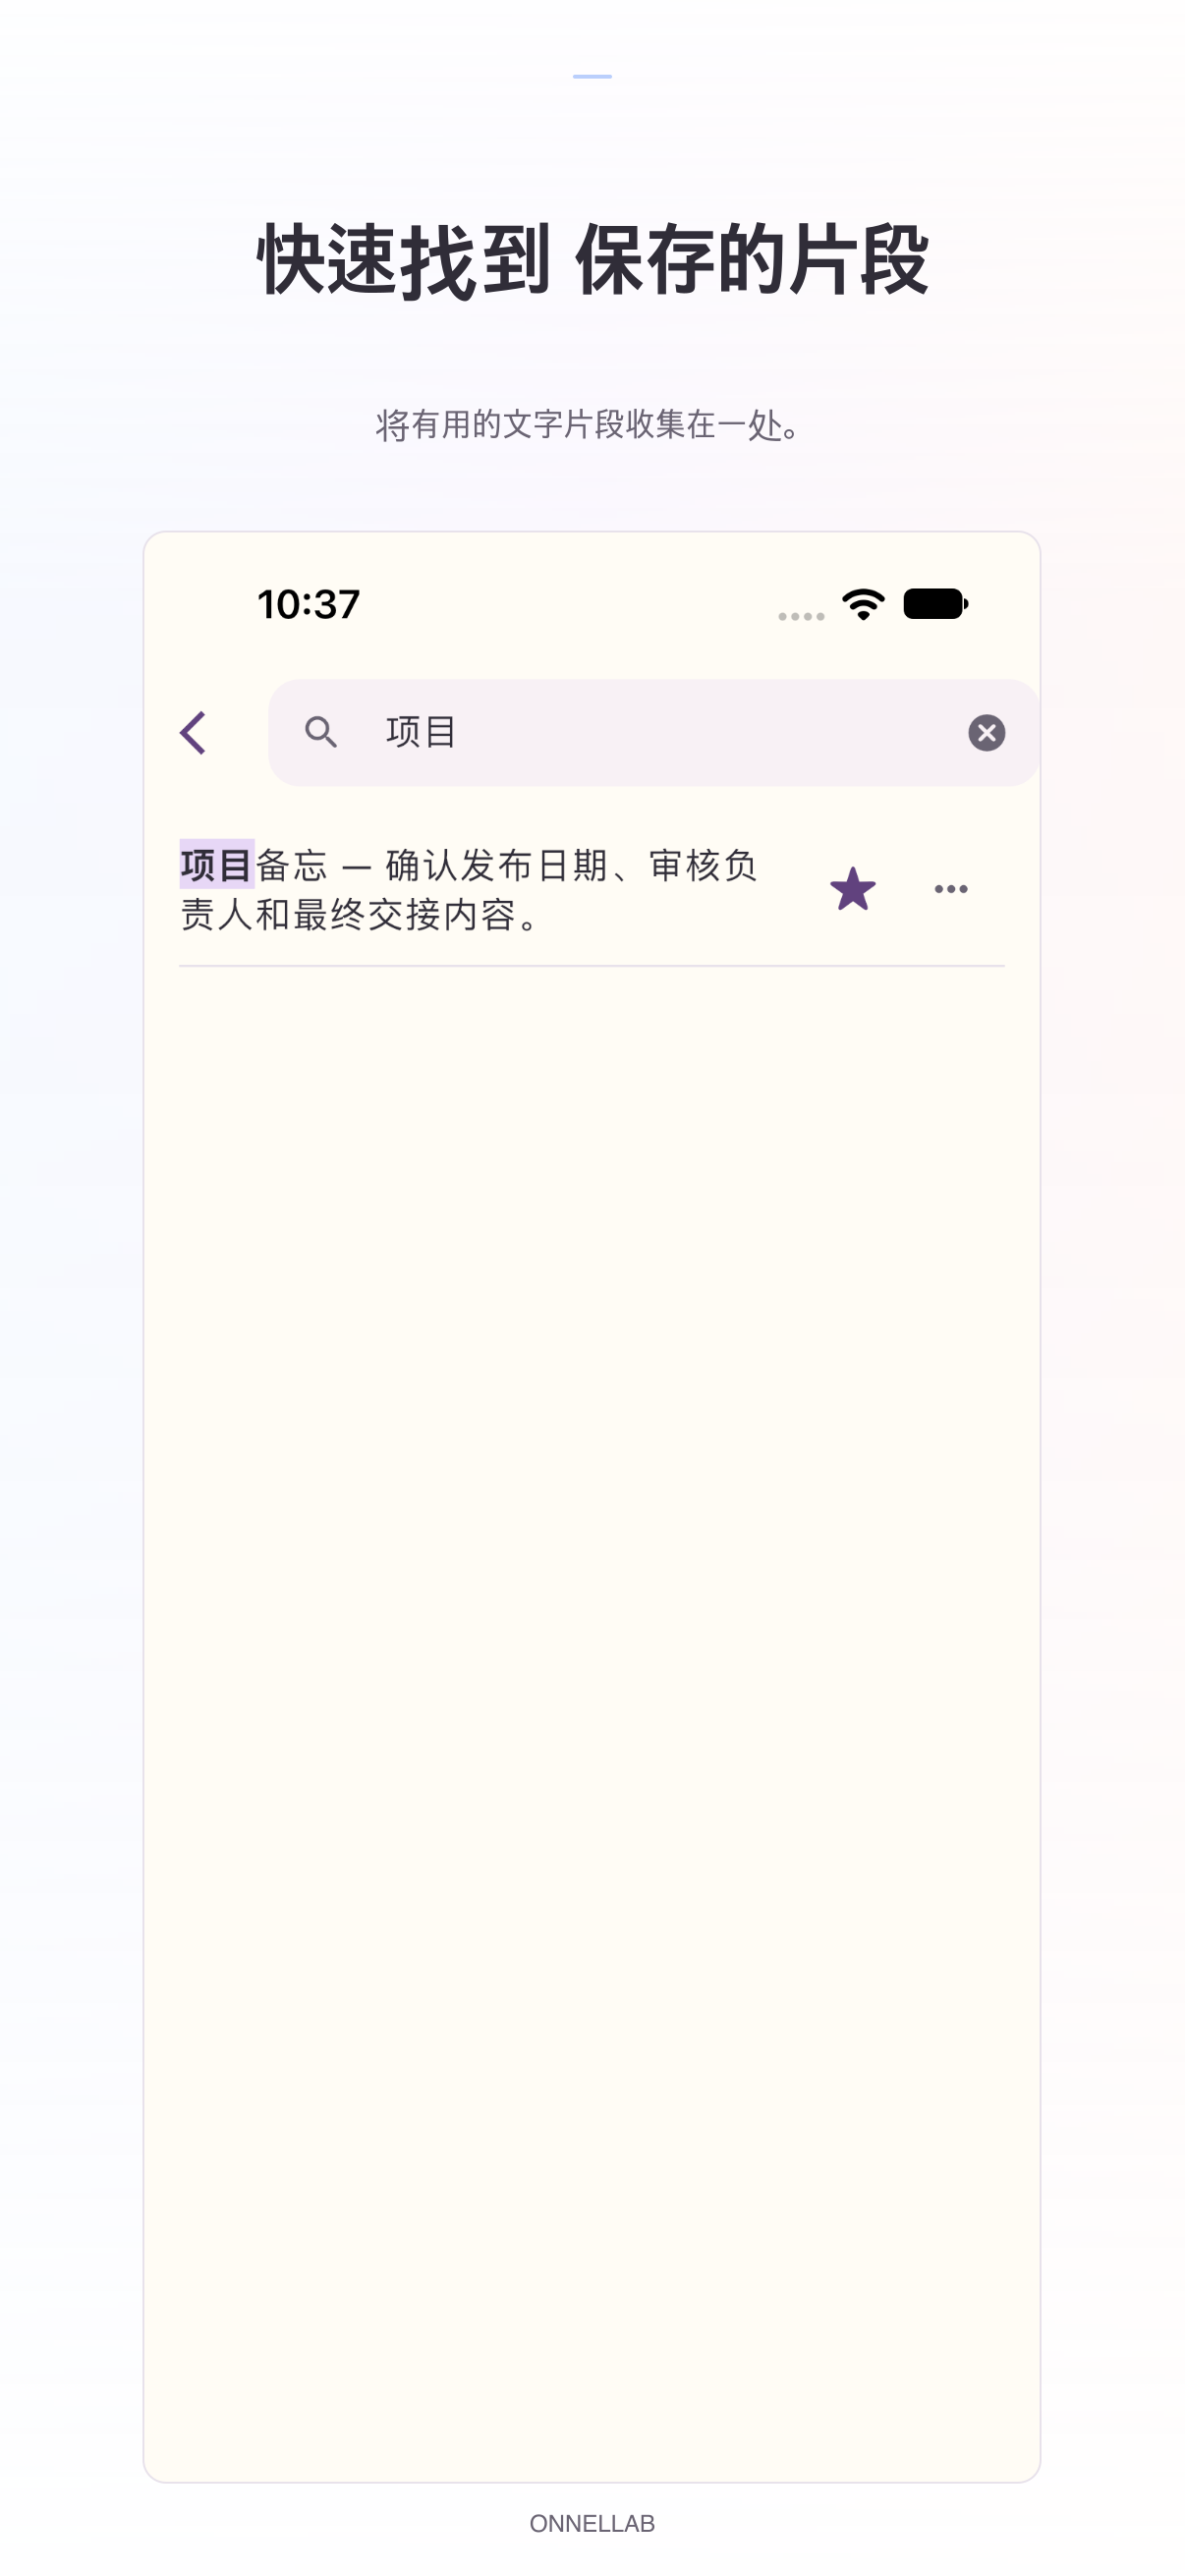 快速找到 保存的片段
将有用的文字片段收集在一处。
10:37
项目
项目备忘 — 确认发布日期、审核负
责人和最终交接内容。
ONNELLAB